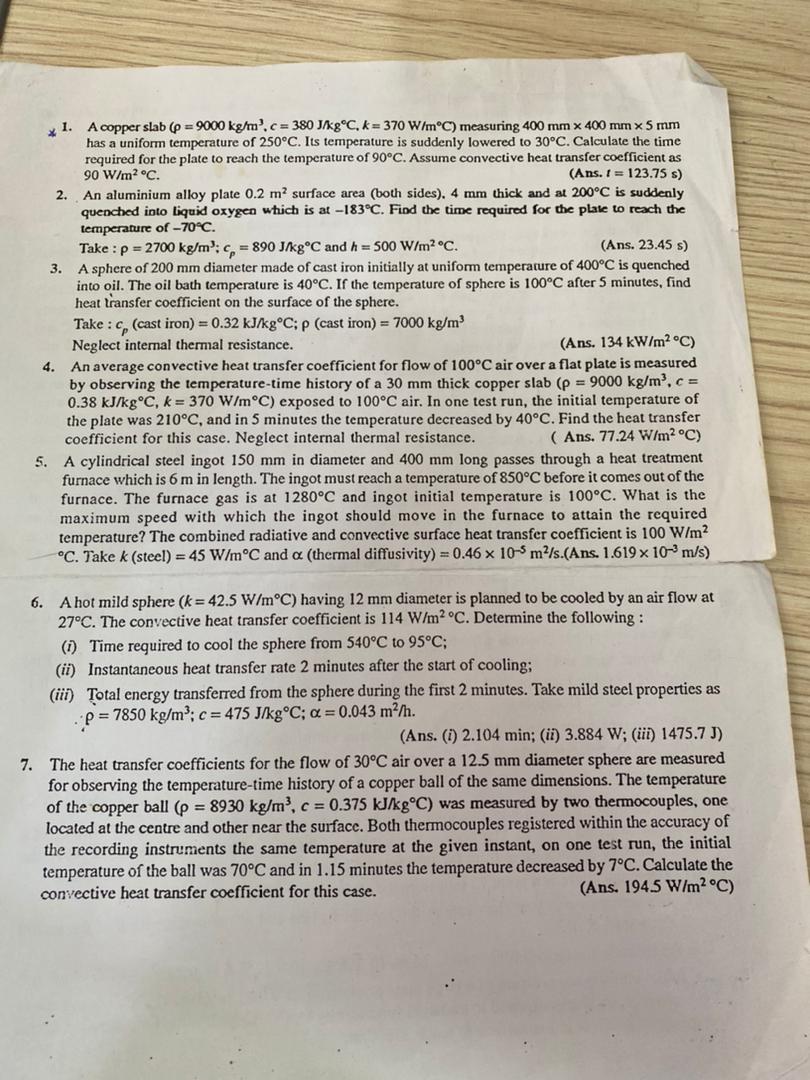 1. A copper slab (ρ = 9000 kg/m³, c = 380 J/kg°C, k = 370 W/m°C) measuring 400 mm × 400 mm × 5 mm
has a uniform temperature of 250°C. Its temperature is suddenly lowered to 30°C. Calculate the time
required for the plate to reach the temperature of 90°C. Assume convective heat transfer coefficient as
90 W/m² °C. (Ans. t = 123.75 s)
2. An aluminium alloy plate 0.2 m² surface area (both sides), 4 mm thick and at 200°C is suddenly
quenched into liquid oxygen which is at –183°C. Find the time required for the plate to reach the
temperature of –70°C.
Take : ρ = 2700 kg/m³; cₚ = 890 J/kg°C and h = 500 W/m² °C. (Ans. 23.45 s)
3. A sphere of 200 mm diameter made of cast iron initially at uniform temperature of 400°C is quenched
into oil. The oil bath temperature is 40°C. If the temperature of sphere is 100°C after 5 minutes, find
heat transfer coefficient on the surface of the sphere.
Take : cₚ (cast iron) = 0.32 kJ/kg°C; ρ (cast iron) = 7000 kg/m³
Neglect internal thermal resistance. (Ans. 134 kW/m² °C)
4. An average convective heat transfer coefficient for flow of 100°C air over a flat plate is measured
by observing the temperature-time history of a 30 mm thick copper slab (ρ = 9000 kg/m³, c =
0.38 kJ/kg°C, k = 370 W/m°C) exposed to 100°C air. In one test run, the initial temperature of
the plate was 210°C, and in 5 minutes the temperature decreased by 40°C. Find the heat transfer
coefficient for this case. Neglect internal thermal resistance. ( Ans. 77.24 W/m² °C)
5. A cylindrical steel ingot 150 mm in diameter and 400 mm long passes through a heat treatment
furnace which is 6 m in length. The ingot must reach a temperature of 850°C before it comes out of the
furnace. The furnace gas is at 1280°C and ingot initial temperature is 100°C. What is the
maximum speed with which the ingot should move in the furnace to attain the required
temperature? The combined radiative and convective surface heat transfer coefficient is 100 W/m²
°C. Take k (steel) = 45 W/m°C and α (thermal diffusivity) = 0.46 × 10⁻⁵ m²/s.(Ans. 1.619 × 10⁻³ m/s)
6. A hot mild sphere (k = 42.5 W/m°C) having 12 mm diameter is planned to be cooled by an air flow at
27°C. The convective heat transfer coefficient is 114 W/m² °C. Determine the following :
(i) Time required to cool the sphere from 540°C to 95°C;
(ii) Instantaneous heat transfer rate 2 minutes after the start of cooling;
(iii) Total energy transferred from the sphere during the first 2 minutes. Take mild steel properties as
ρ = 7850 kg/m³; c = 475 J/kg°C; α = 0.043 m²/h.
(Ans. (i) 2.104 min; (ii) 3.884 W; (iii) 1475.7 J)
7. The heat transfer coefficients for the flow of 30°C air over a 12.5 mm diameter sphere are measured
for observing the temperature-time history of a copper ball of the same dimensions. The temperature
of the copper ball (ρ = 8930 kg/m³, c = 0.375 kJ/kg°C) was measured by two thermocouples, one
located at the centre and other near the surface. Both thermocouples registered within the accuracy of
the recording instruments the same temperature at the given instant, on one test run, the initial
temperature of the ball was 70°C and in 1.15 minutes the temperature decreased by 7°C. Calculate the
convective heat transfer coefficient for this case. (Ans. 194.5 W/m² °C)